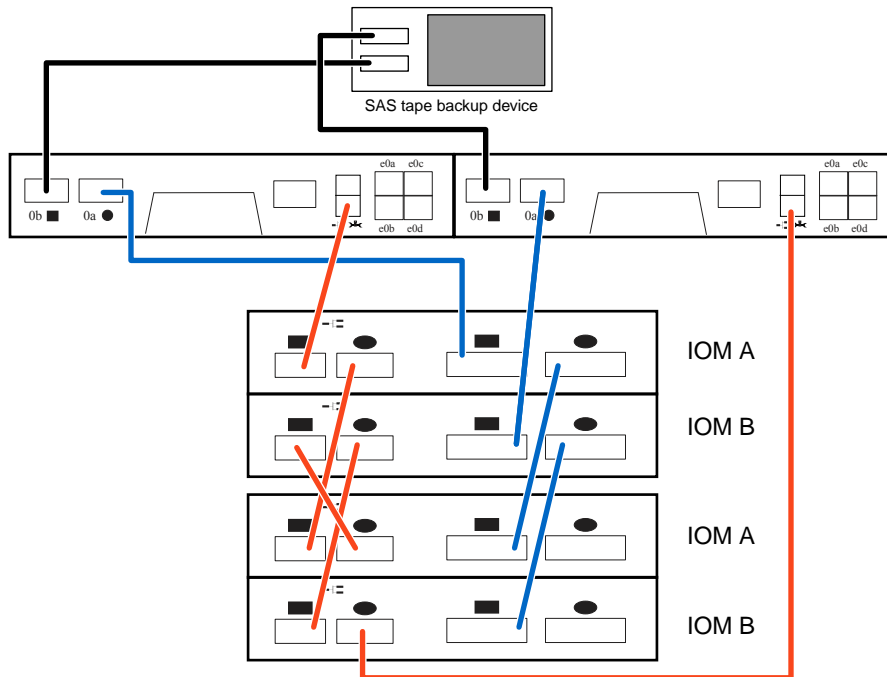 SAS tape backup device
e0a e0c
0b 0a
e0b e0d
e0a e0c
0b 0a
e0b e0d
IOM A
IOM B
IOM A
IOM B